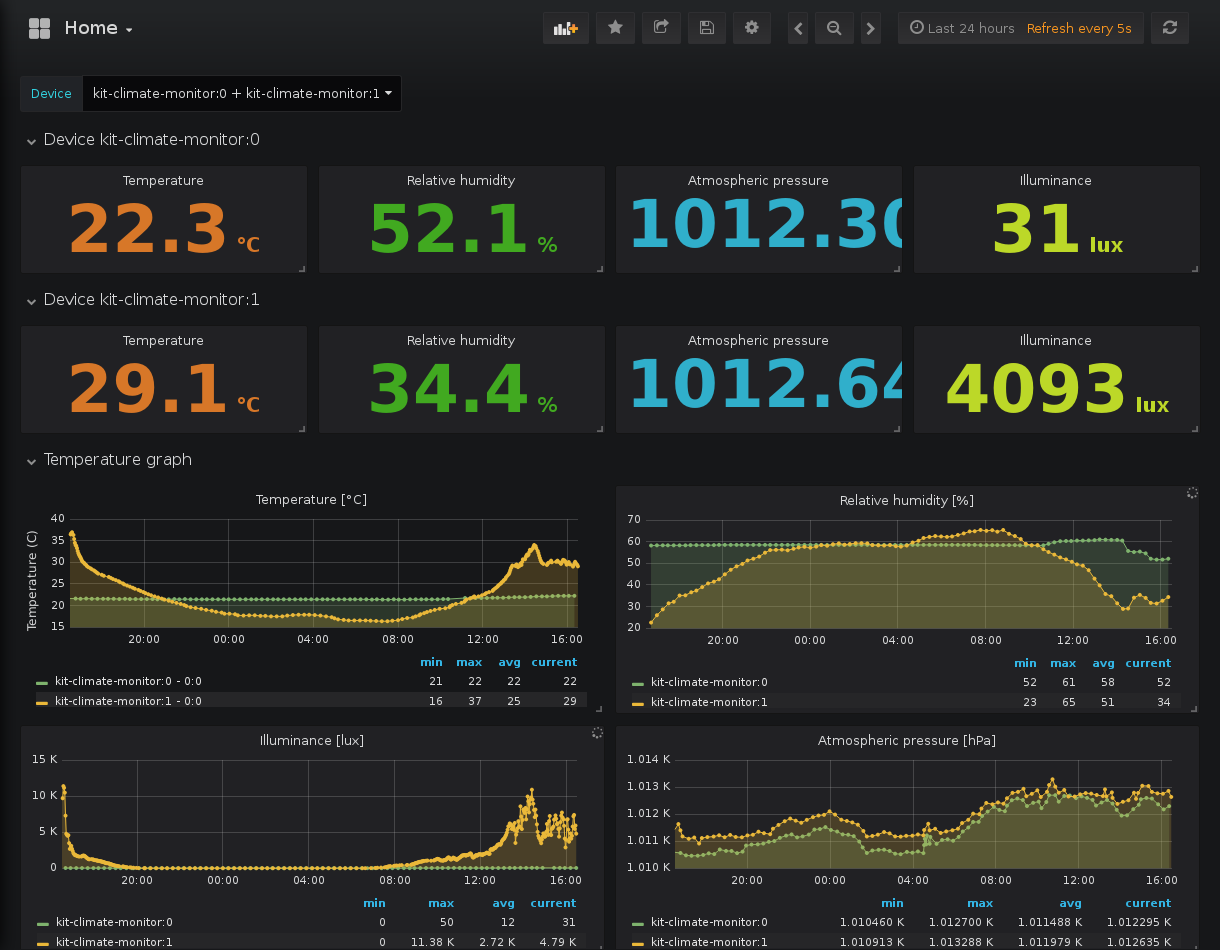 Home
Last 24 hours Refresh every 5s
Device kit-climate-monitor:0 + kit-climate-monitor:1
Device kit-climate-monitor:0
Temperature Relative humidity Atmospheric pressure Illuminance
22.3 °C 52.1 % 1012.30 31 lux
Device kit-climate-monitor:1
Temperature Relative humidity Atmospheric pressure Illuminance
29.1 °C 34.4 % 1012.64 4093 lux
Temperature graph
Temperature [°C]
Temperature (C)
40
35
30
25
20
15
20:00 00:00 04:00 08:00 12:00 16:00
min max avg current
kit-climate-monitor:0 - 0:0 21 22 22 22
kit-climate-monitor:1 - 0:0 16 37 25 29
Relative humidity [%]
70
60
50
40
30
20
20:00 00:00 04:00 08:00 12:00 16:00
min max avg current
kit-climate-monitor:0 52 61 58 52
kit-climate-monitor:1 23 65 51 34
Illuminance [lux]
15 K
10 K
5 K
0
20:00 00:00 04:00 08:00 12:00 16:00
min max avg current
kit-climate-monitor:0 0 50 12 31
kit-climate-monitor:1 0 11.38 K 2.72 K 4.79 K
Atmospheric pressure [hPa]
1.014 K
1.013 K
1.012 K
1.011 K
1.010 K
20:00 00:00 04:00 08:00 12:00 16:00
min max avg current
kit-climate-monitor:0 1.010460 K 1.012700 K 1.011488 K 1.012295 K
kit-climate-monitor:1 1.010913 K 1.013288 K 1.011979 K 1.012635 K